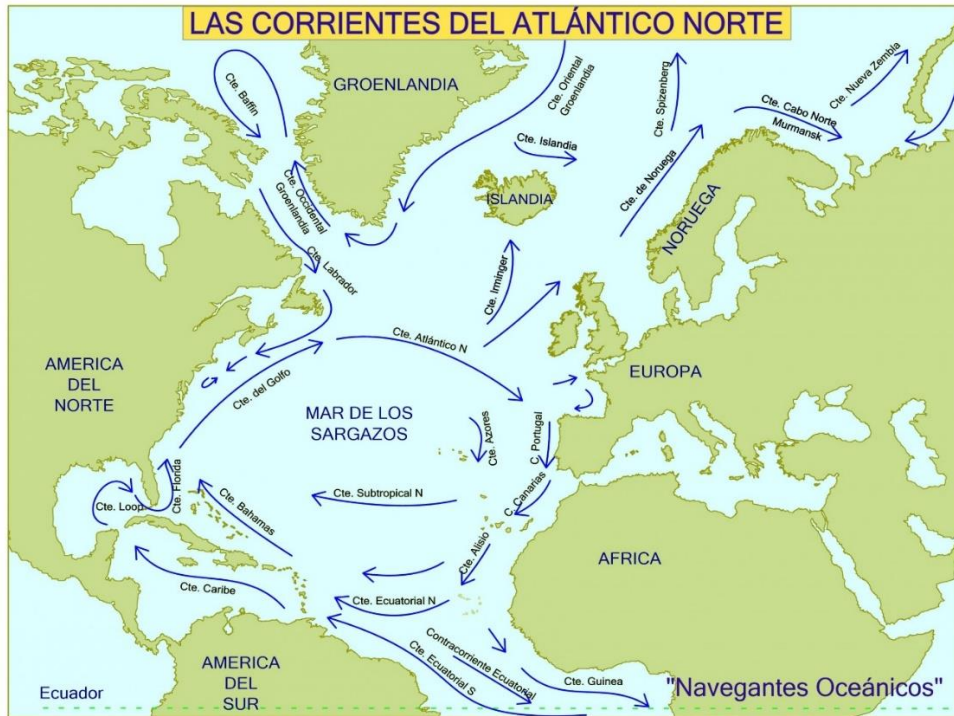 LAS CORRIENTES DEL ATLÁNTICO NORTE
GROENLANDIA
Cte. Baffin
Cte. Oriental
Groenlandia
Cte. Spizenberg
Cte. Nueva Zembia
Cte. Cabo Norte
Murmansk
Cte. Islandia
Cte. de Noruega
ISLANDIA
NORUEGA
Cte. Occidental
Groenlandia
Cte. Labrador
Cte. Irminger
Cte. Atlántico N
AMERICA
DEL
NORTE
Cte. del Golfo
EUROPA
MAR DE LOS
SARGAZOS
Cte. Azores
C. Portugal
Cte. Florida
Cte. Loop
Cte. Bahamas
Cte. Subtropical N
C. Canarias
Cte. Alisio
AFRICA
Cte. Caribe
Cte. Ecuatorial N
Contracorriente Ecuatorial
Cte. Ecuatorial S
Cte. Guinea
AMERICA
DEL
SUR
Ecuador
"Navegantes Oceánicos"